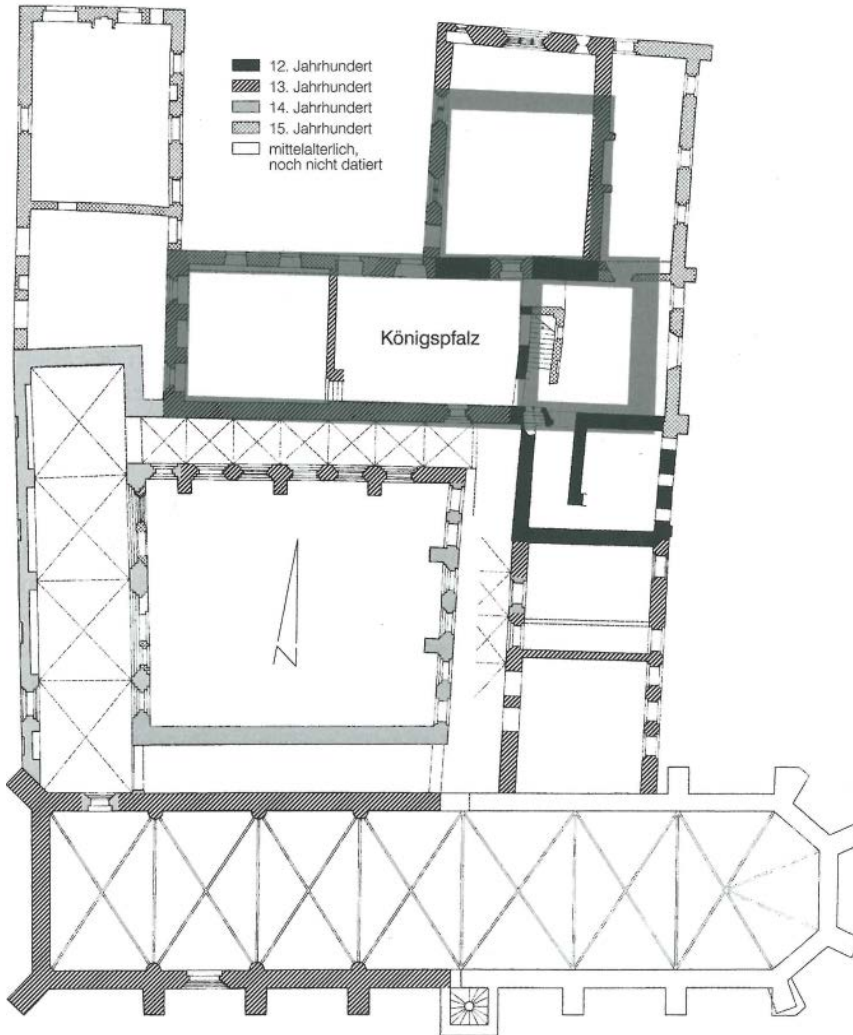 12. Jahrhundert
13. Jahrhundert
14. Jahrhundert
15. Jahrhundert
mittelalterlich,
noch nicht datiert
Königspfalz
N